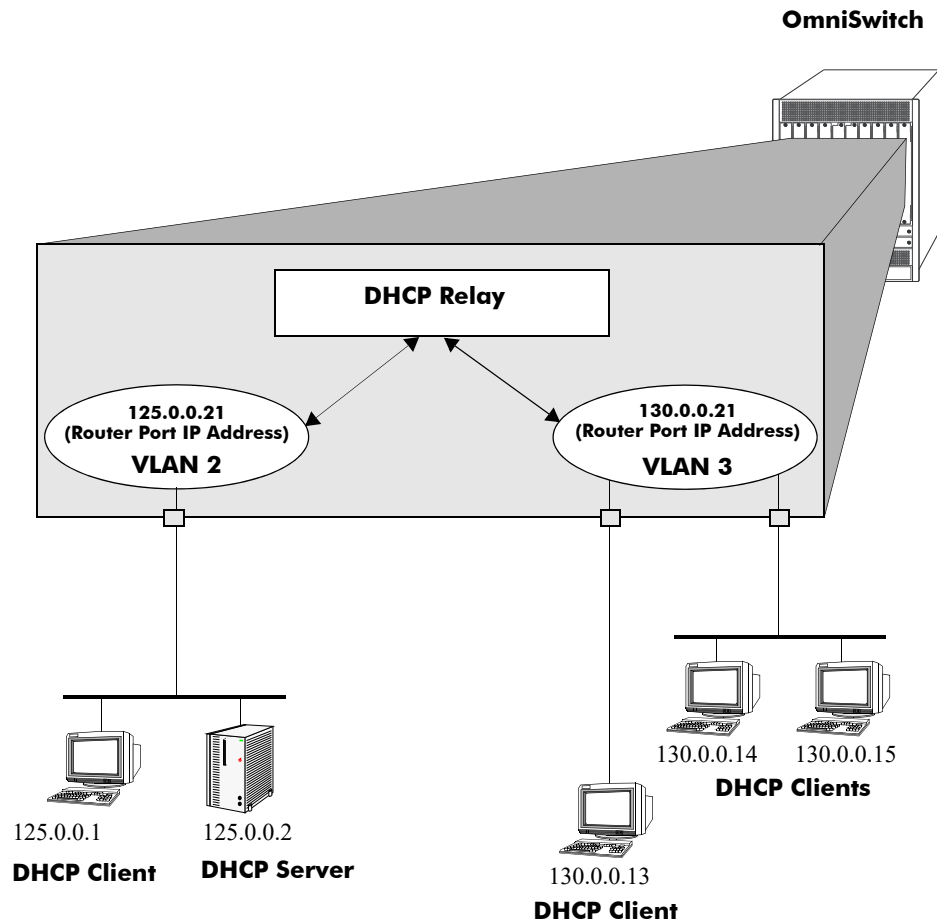 OmniSwitch
DHCP Relay
125.0.0.21
(Router Port IP Address)
VLAN 2
130.0.0.21
(Router Port IP Address)
VLAN 3
130.0.0.14
130.0.0.15
DHCP Clients
125.0.0.1
DHCP Client
125.0.0.2
DHCP Server
130.0.0.13
DHCP Client